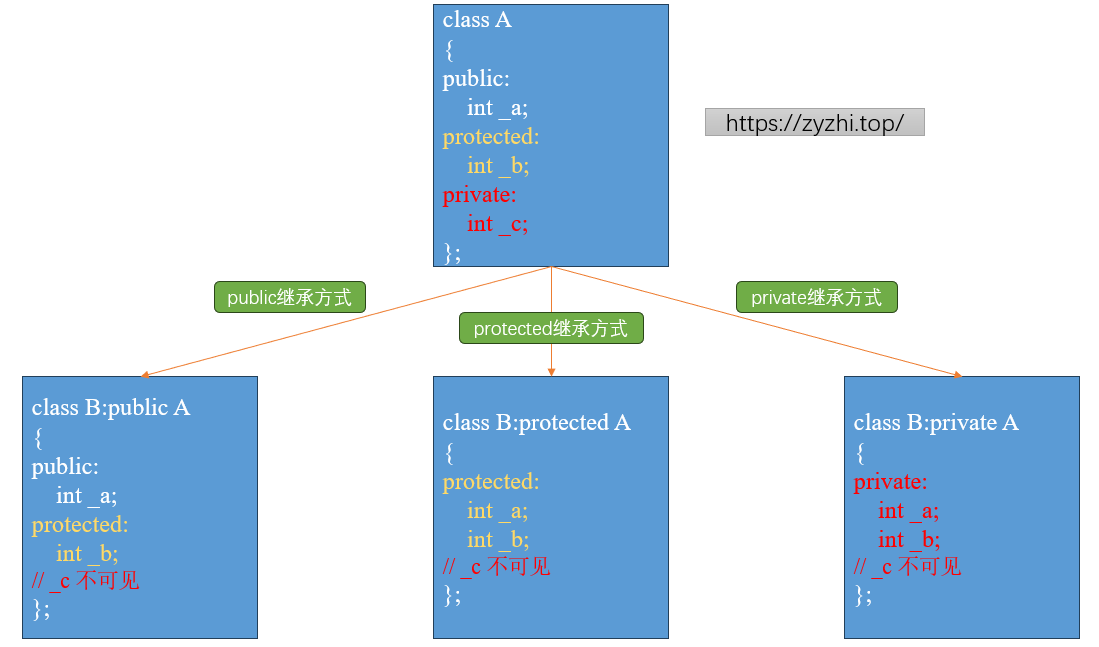 class A
{
public:
    int _a;
protected:
    int _b;
private:
    int _c;
};
https://zyzhi.top/
public继承方式
protected继承方式
private继承方式
class B:public A
{
public:
    int _a;
protected:
    int _b;
// _c 不可见
};
class B:protected A
{
protected:
    int _a;
    int _b;
// _c 不可见
};
class B:private A
{
private:
    int _a;
    int _b;
// _c 不可见
};